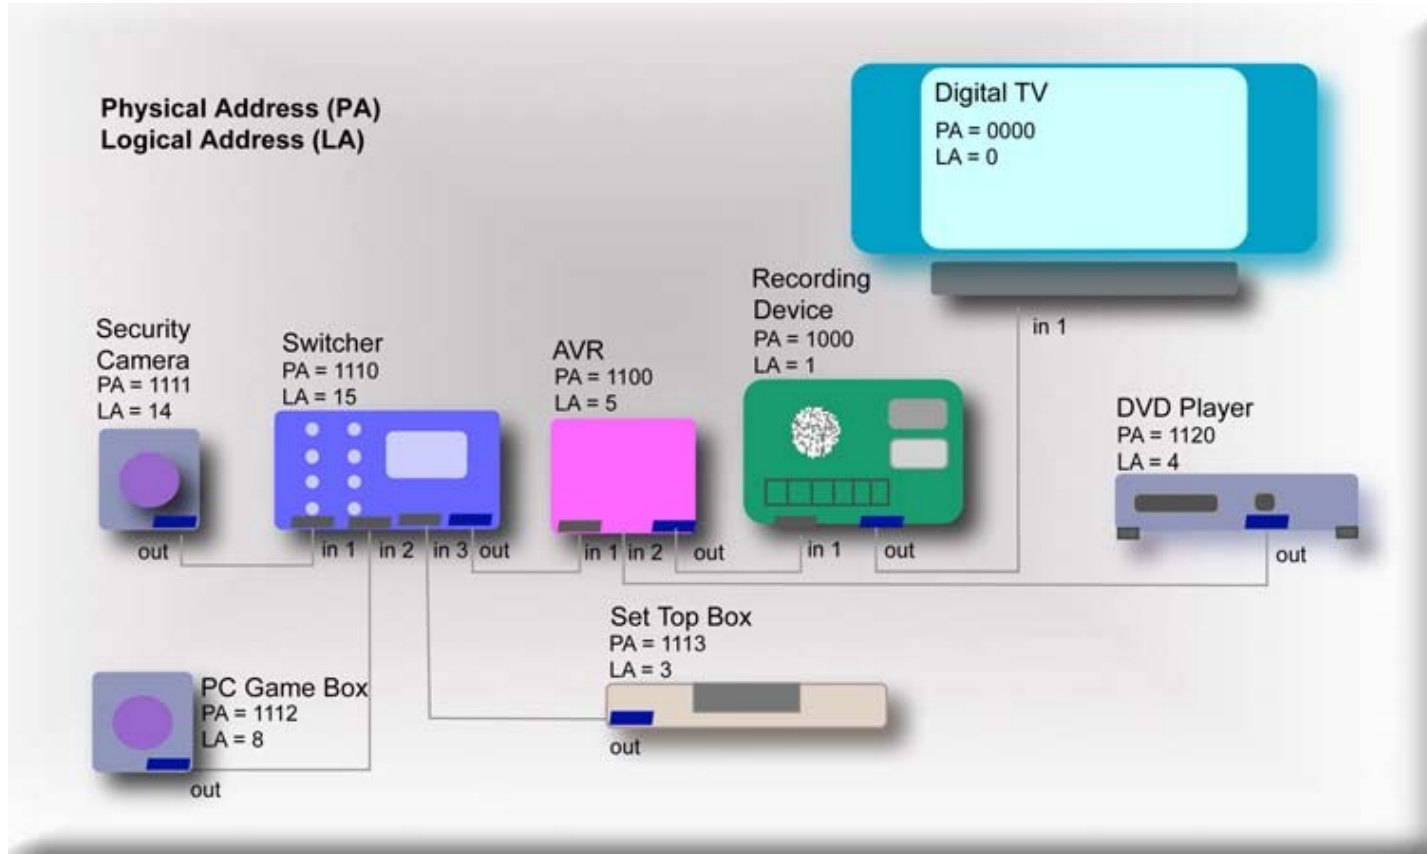 Physical Address (PA)
Logical Address (LA)
Digital TV
PA = 0000
LA = 0
in 1
Recording
Device
PA = 1000
LA = 1
in 1
out
Security
Camera
PA = 1111
LA = 14
out
Switcher
PA = 1110
LA = 15
in 1
in 2
in 3
out
AVR
PA = 1100
LA = 5
in 1
in 2
out
DVD Player
PA = 1120
LA = 4
out
Set Top Box
PA = 1113
LA = 3
out
PC Game Box
PA = 1112
LA = 8
out